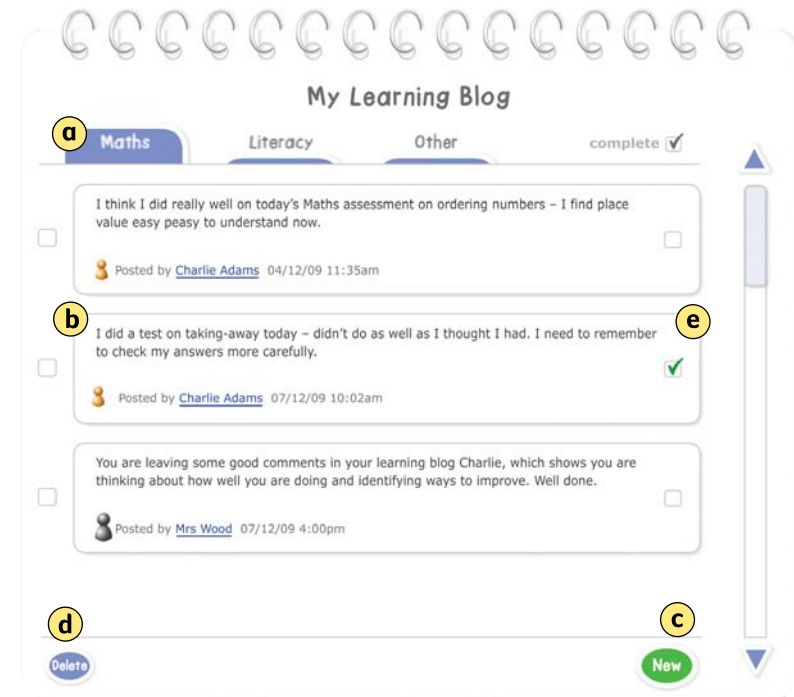 My Learning Blog
a
Maths
Literacy
Other
complete
I think I did really well on today's Maths assessment on ordering numbers – I find place
value easy peasy to understand now.
Posted by Charlie Adams 04/12/09 11:35am
b
e
I did a test on taking-away today – didn't do as well as I thought I had. I need to remember
to check my answers more carefully.
Posted by Charlie Adams 07/12/09 10:02am
You are leaving some good comments in your learning blog Charlie, which shows you are
thinking about how well you are doing and identifying ways to improve. Well done.
Posted by Mrs Wood 07/12/09 4:00pm
d
c
Delete
New